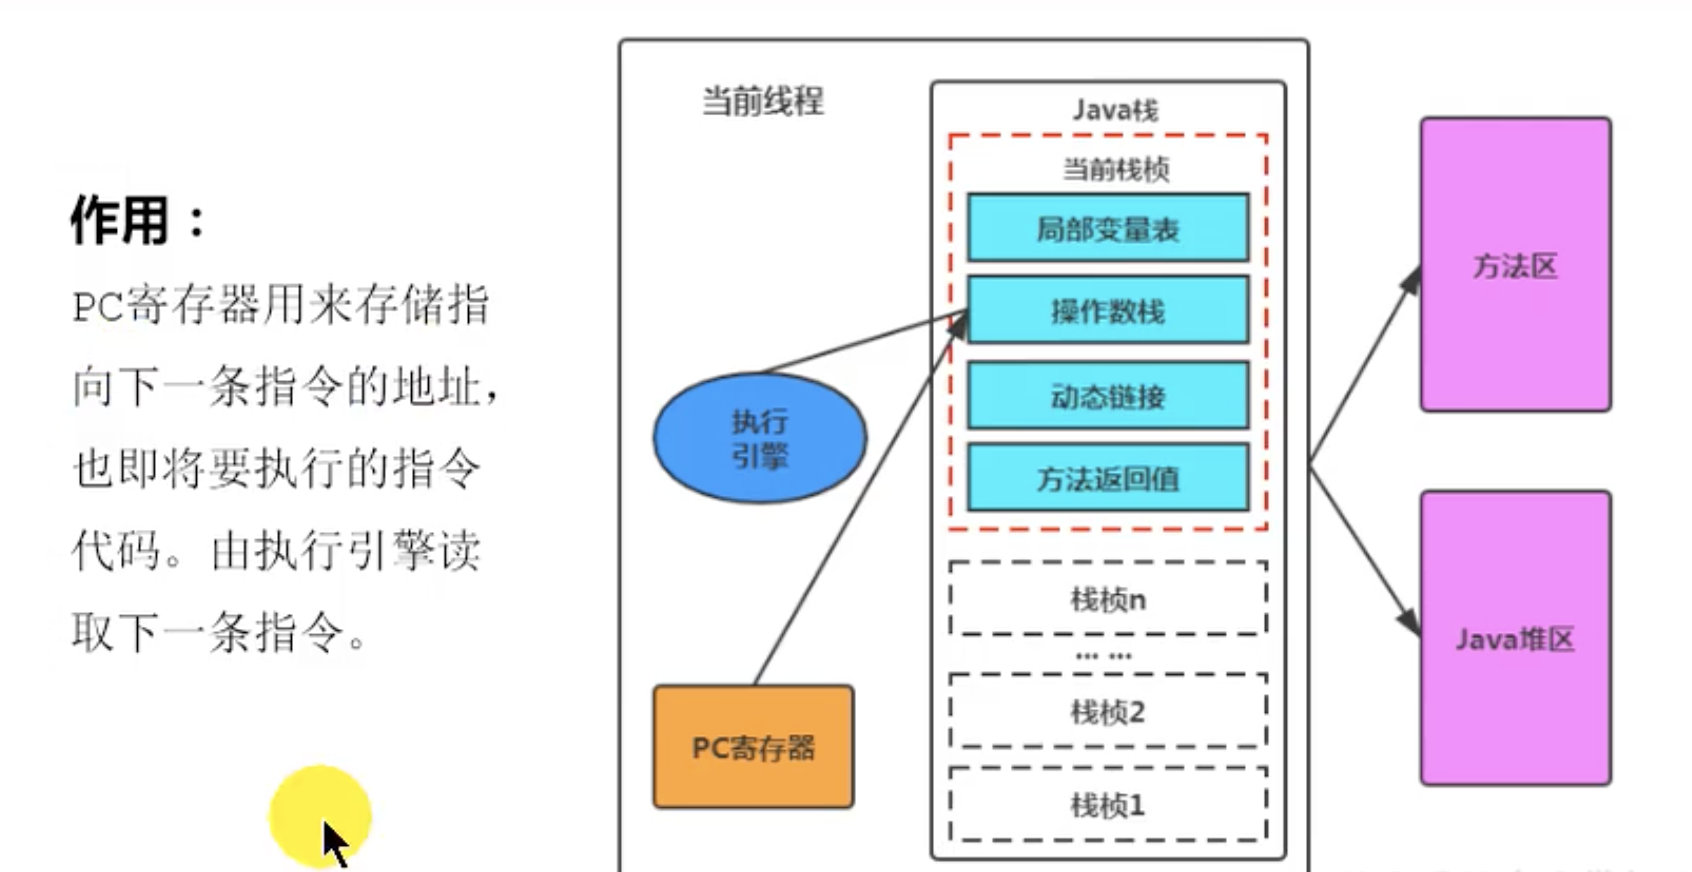 作用：
PC寄存器用来存储指
向下一条指令的地址，
也即将要执行的指令
代码。由执行引擎读
取下一条指令。
当前线程
Java栈
当前栈桢
局部变量表
操作数栈
动态链接
方法返回值
栈桢n
... ...
栈桢2
栈桢1
执行
引擎
PC寄存器
方法区
Java堆区